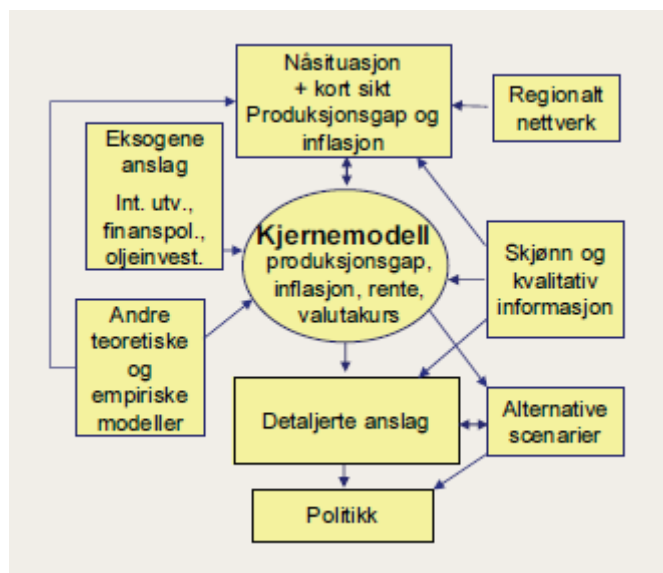 Nåsituasjon
+ kort sikt
Produksjonsgap og
inflasjon
Regionalt
nettverk
Eksogene
anslag
Int. utv.,
finanspol.,
oljeinvest.
Kjernemodell
produksjonsgap,
inflasjon, rente,
valutakurs
Skjønn og
kvalitativ
informasjon
Andre
teoretiske
og
empiriske
modeller
Detaljerte anslag
Alternative
scenarier
Politikk